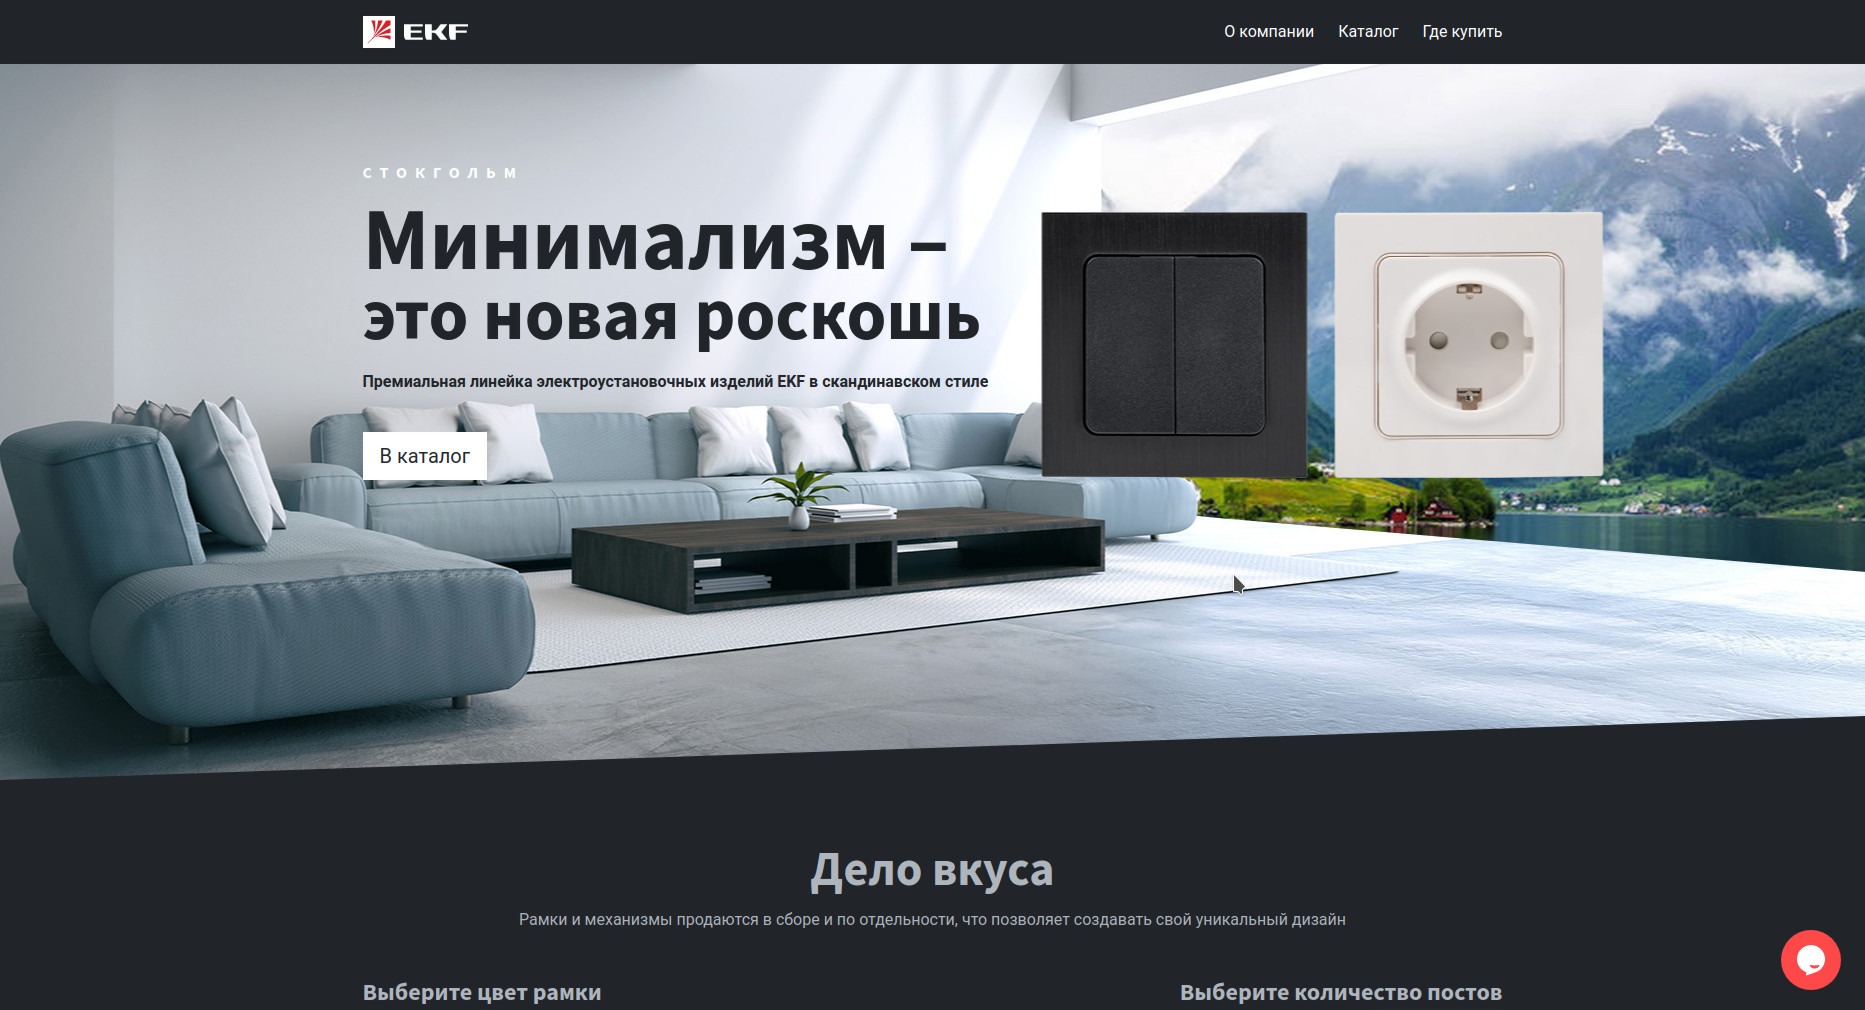 EKF
О компании
Каталог
Где купить
СТОКГОЛЬМ
Минимализм –
это новая роскошь
Премиальная линейка электроустановочных изделий EKF в скандинавском стиле
В каталог
Дело вкуса
Рамки и механизмы продаются в сборе и по отдельности, что позволяет создавать свой уникальный дизайн
Выберите цвет рамки
Выберите количество постов